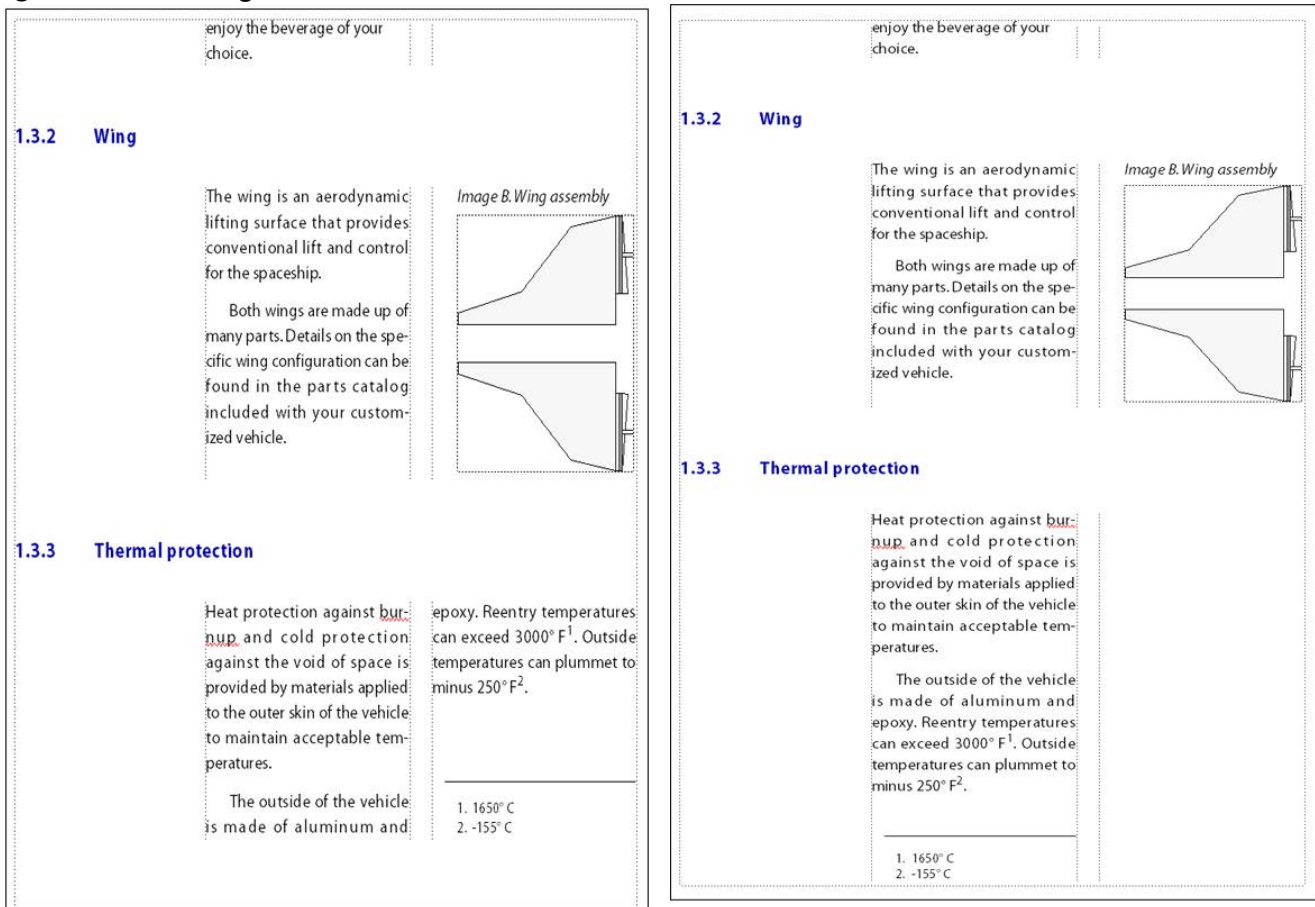 enjoy the beverage of your
choice.
1.3.2 Wing
The wing is an aerodynamic
lifting surface that provides
conventional lift and control
for the spaceship.
Both wings are made up of
many parts. Details on the spe-
cific wing configuration can be
found in the parts catalog
included with your custom-
ized vehicle.
Image B. Wing assembly
1.3.3 Thermal protection
Heat protection against bur-
nup and cold protection
against the void of space is
provided by materials applied
to the outer skin of the vehicle
to maintain acceptable tem-
peratures.
The outside of the vehicle
is made of aluminum and
epoxy. Reentry temperatures
can exceed 3000° F1. Outside
temperatures can plummet to
minus 250° F2.
1. 1650° C
2. -155° C
enjoy the beverage of your
choice.
1.3.2 Wing
The wing is an aerodynamic
lifting surface that provides
conventional lift and control
for the spaceship.
Both wings are made up of
many parts. Details on the spe-
cific wing configuration can be
found in the parts catalog
included with your custom-
ized vehicle.
Image B. Wing assembly
1.3.3 Thermal protection
Heat protection against bur-
nup and cold protection
against the void of space is
provided by materials applied
to the outer skin of the vehicle
to maintain acceptable tem-
peratures.
The outside of the vehicle
is made of aluminum and
epoxy. Reentry temperatures
can exceed 3000° F1. Outside
temperatures can plummet to
minus 250° F2.
1. 1650° C
2. -155° C